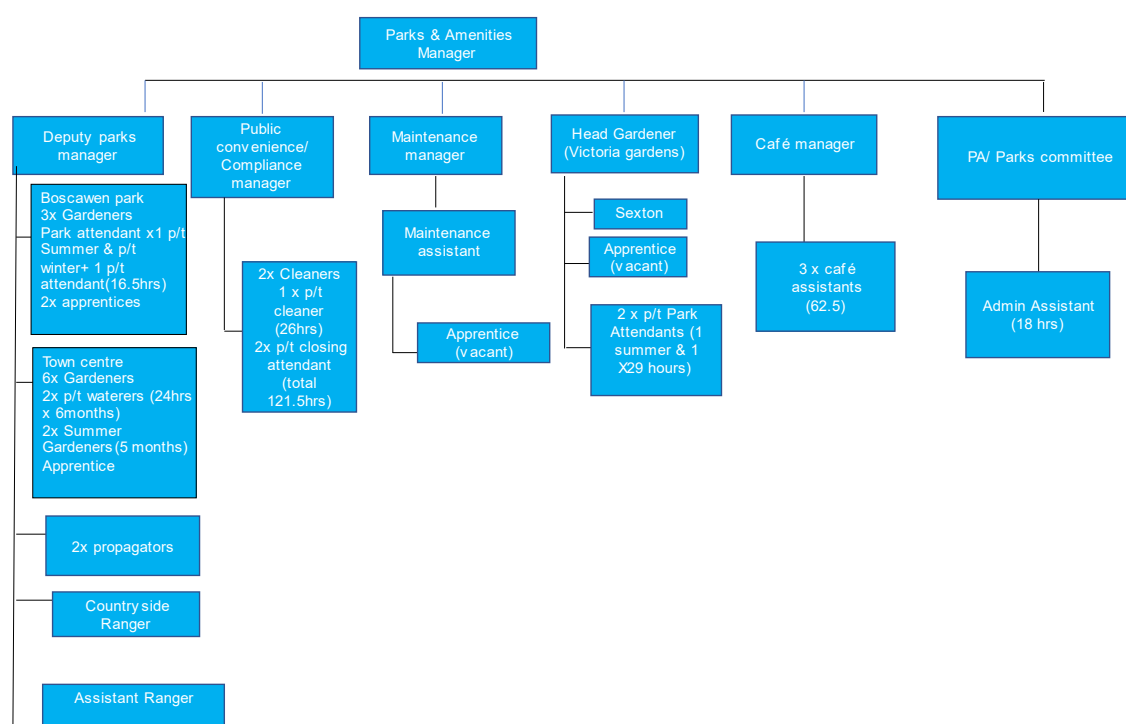 Parks & Amenities
Manager
Deputy parks
manager
Public
convenience/
Compliance
manager
Maintenance
manager
Head Gardener
(Victoria gardens)
Café manager
PA/ Parks committee
Boscawen park
3x Gardeners
Park attendant x1 p/t
Summer & p/t
winter+ 1 p/t
attendant(16.5hrs)
2x apprentices
Town centre
6x Gardeners
2x p/t waterers (24hrs
x 6months)
2x Summer
Gardeners(5 months)
Apprentice
2x propagators
Countryside
Ranger
Assistant Ranger
2x Cleaners
1 x p/t
cleaner
(26hrs)
2x p/t closing
attendant
(total
121.5hrs)
Maintenance
assistant
Apprentice
(vacant)
Sexton
Apprentice
(vacant)
2 x p/t Park
Attendants (1
summer & 1
X29 hours)
3 x café
assistants
(62.5)
Admin Assistant
(18 hrs)